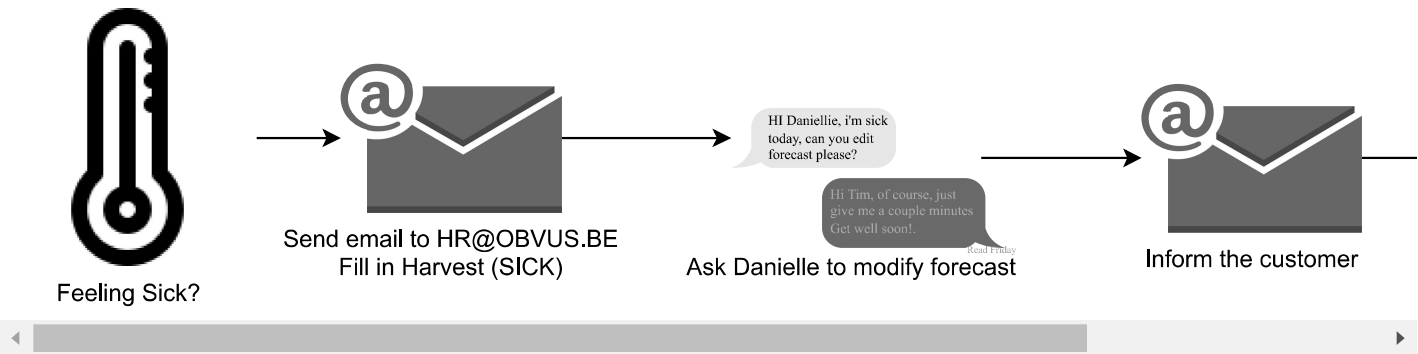 @
@
HI Daniellie, i'm sick
today, can you edit
forecast please?
Hi Tim, of course, just
give me a couple minutes
Get well soon!.
Read Friday
Send email to HR@OBVUS.BE
Fill in Harvest (SICK)
Ask Danielle to modify forecast
Inform the customer
Feeling Sick?